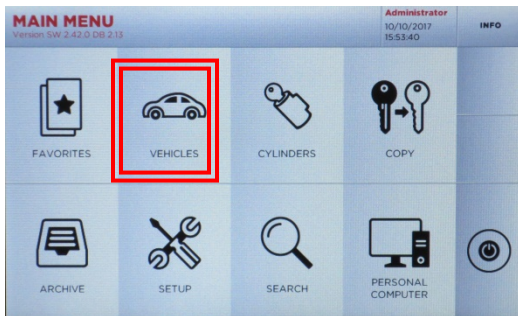 MAIN MENU
Version SW 2.42.0 DB 2.13
Administrator
10/10/2017
15:53:40
INFO
FAVORITES
VEHICLES
CYLINDERS
COPY
ARCHIVE
SETUP
SEARCH
PERSONAL
COMPUTER